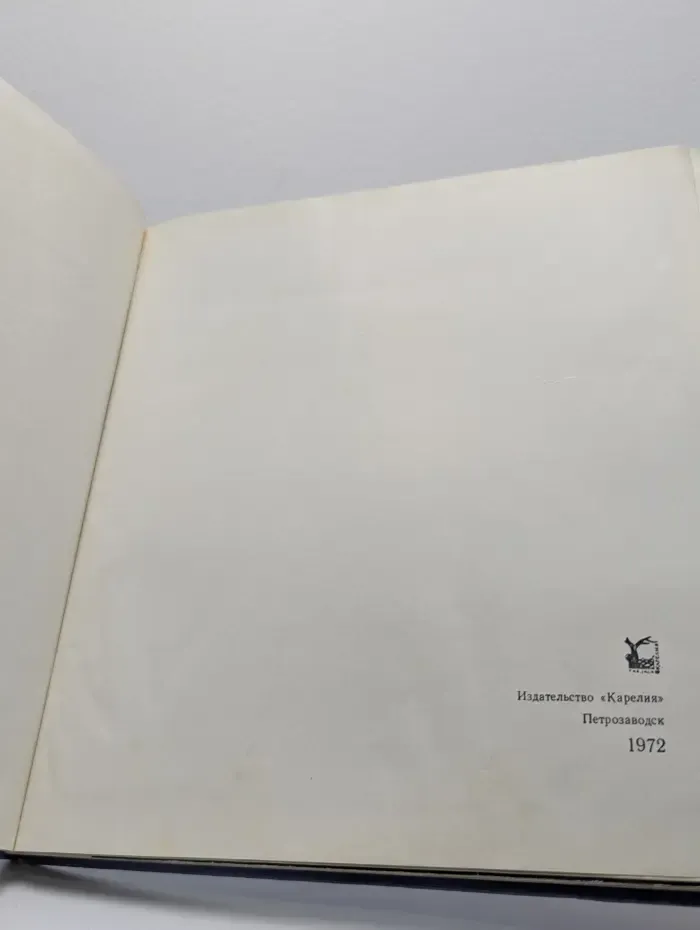 Издательство «Карелия»
Петрозаводск
1972